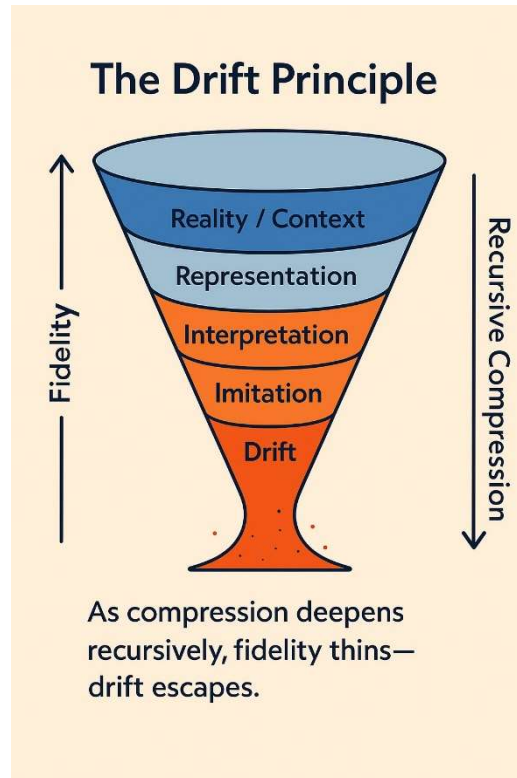 The Drift Principle
Reality / Context
Representation
Interpretation
Imitation
Drift
Fidelity
Recursive Compression
As compression deepens
recursively, fidelity thins—
drift escapes.